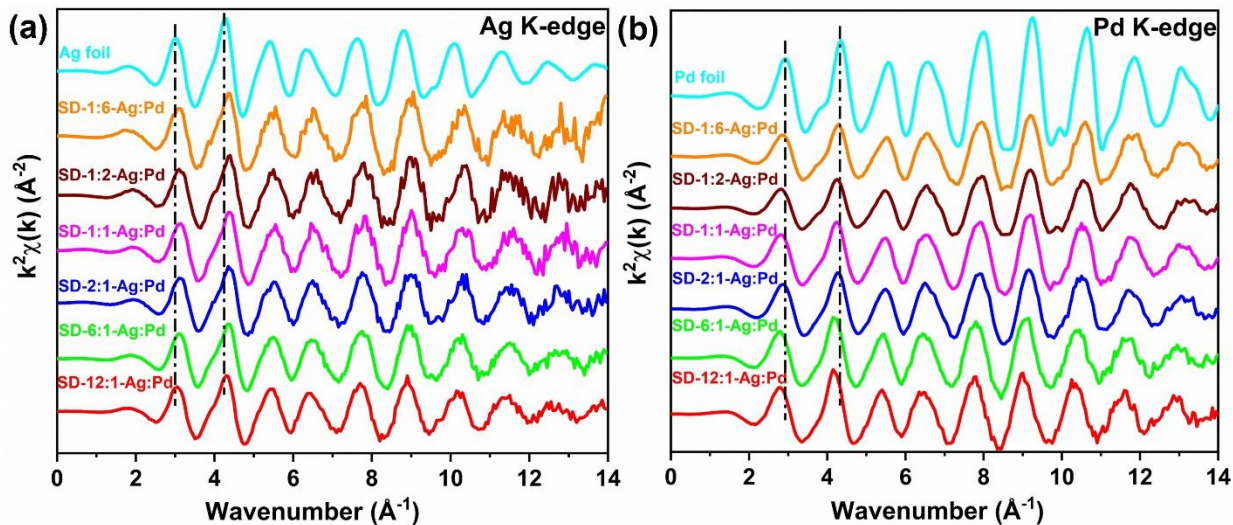 (a)
Ag K-edge
Ag foil
SD-1:6-Ag:Pd
SD-1:2-Ag:Pd
SD-1:1-Ag:Pd
SD-2:1-Ag:Pd
SD-6:1-Ag:Pd
SD-12:1-Ag:Pd
k²χ(k) (Å⁻²)
0 2 4 6 8 10 12 14
Wavenumber (Å⁻¹)
(b)
Pd K-edge
Pd foil
SD-1:6-Ag:Pd
SD-1:2-Ag:Pd
SD-1:1-Ag:Pd
SD-2:1-Ag:Pd
SD-6:1-Ag:Pd
SD-12:1-Ag:Pd
k²χ(k) (Å⁻²)
0 2 4 6 8 10 12 14
Wavenumber (Å⁻¹)